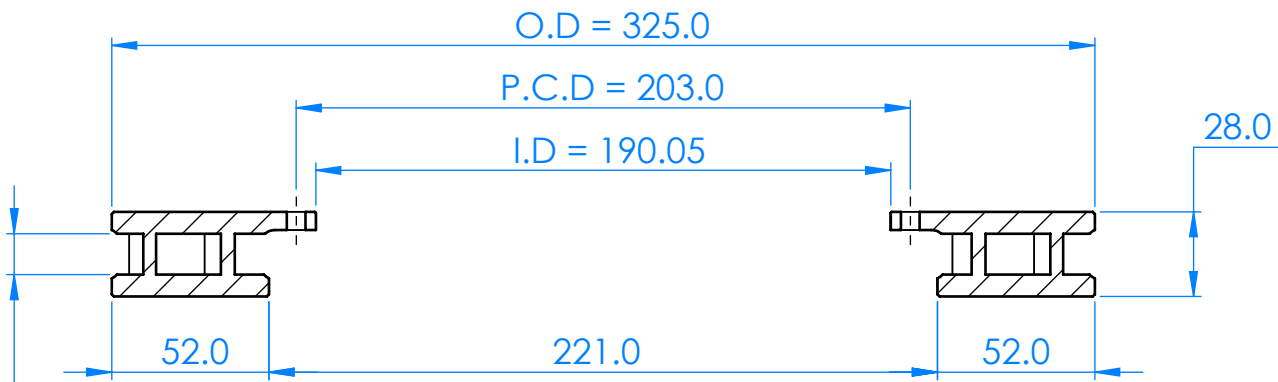 O.D = 325.0
P.C.D = 203.0
I.D = 190.05
28.0
52.0
221.0
52.0